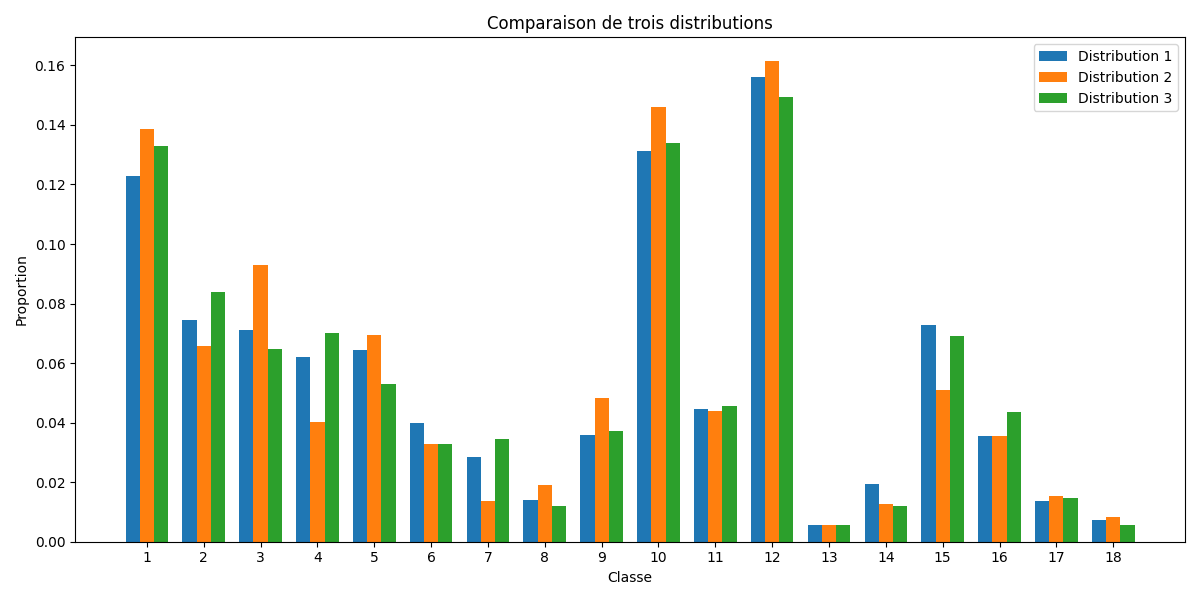 Comparaison de trois distributions
Distribution 1
Distribution 2
Distribution 3
Proportion
0.16
0.14
0.12
0.10
0.08
0.06
0.04
0.02
0.00
1 2 3 4 5 6 7 8 9 10 11 12 13 14 15 16 17 18
Classe